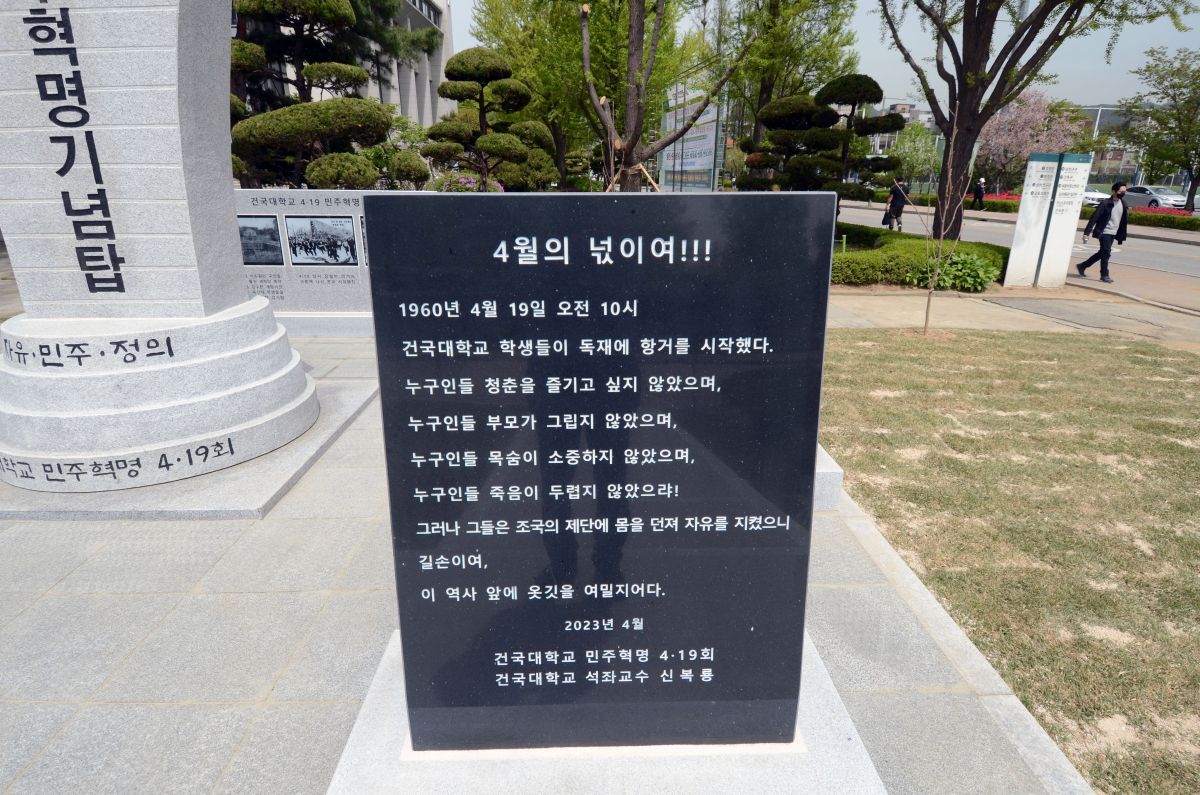 혁명기념탑
자유·민주·정의
대학교 민주혁명 4·19회
건국대학교 4·19 민주혁명
4월의 넋이여!!!
1960년 4월 19일 오전 10시
건국대학교 학생들이 독재에 항거를 시작했다.
누구인들 청춘을 즐기고 싶지 않았으며,
누구인들 부모가 그립지 않았으며,
누구인들 목숨이 소중하지 않았으며,
누구인들 죽음이 두렵지 않았으랴!
그러나 그들은 조국의 제단에 몸을 던져 자유를 지켰으니
길손이여,
이 역사 앞에 옷깃을 여밀지어다.
2023년 4월
건국대학교 민주혁명 4·19회
건국대학교 석좌교수 신복룡